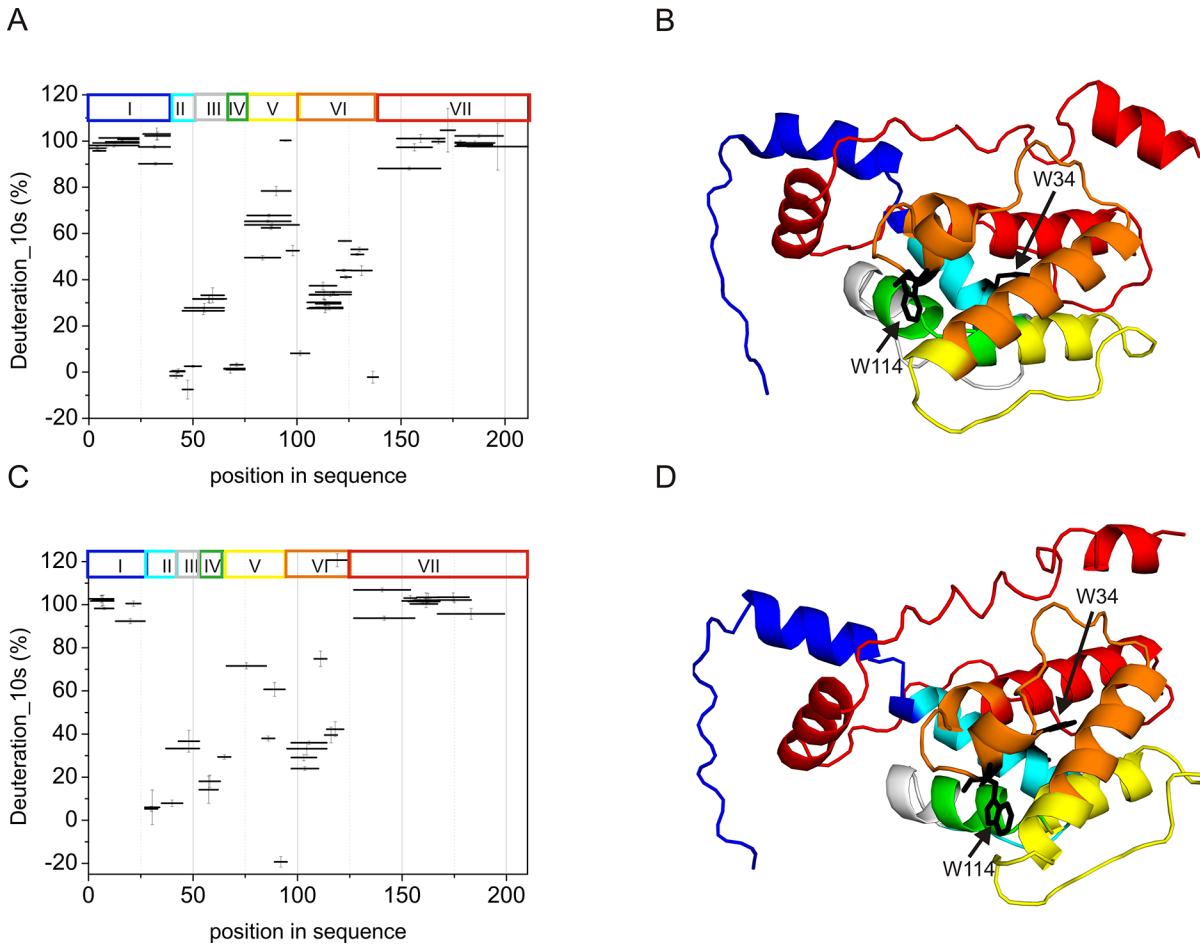 A
B
120
100
80
60
40
20
0
-20
Deuteration_10s (%)
I
II
III
IV
V
VI
VII
0
50
100
150
200
position in sequence
W34
W114
C
D
120
100
80
60
40
20
0
-20
Deuteration_10s (%)
I
II
III
IV
V
VI
VII
0
50
100
150
200
position in sequence
W34
W114